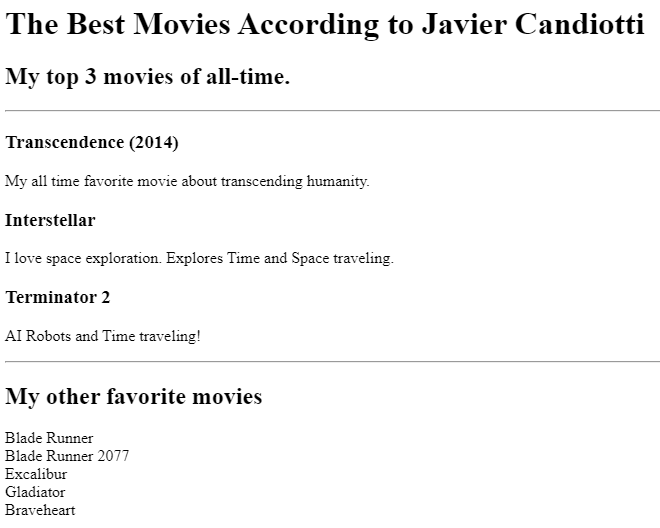 The Best Movies According to Javier Candiotti
My top 3 movies of all-time.
Transcendence (2014)
My all time favorite movie about transcending humanity.
Interstellar
I love space exploration. Explores Time and Space traveling.
Terminator 2
AI Robots and Time traveling!
My other favorite movies
Blade Runner
Blade Runner 2077
Excalibur
Gladiator
Braveheart